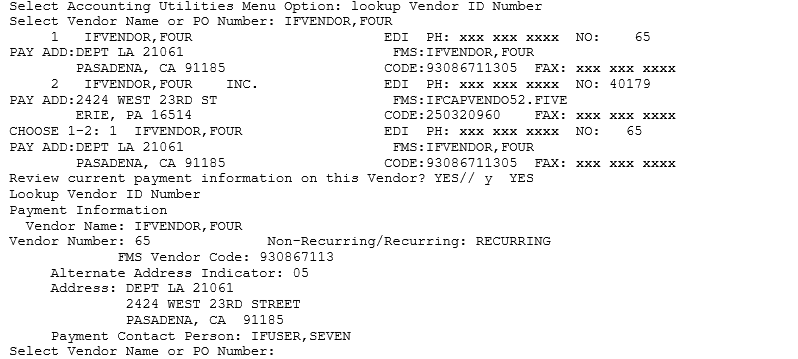 Select Accounting Utilities Menu Option: lookup Vendor ID Number
Select Vendor Name or PO Number: IFVENDOR,FOUR
1 IFVENDOR,FOUR EDI PH: xxx xxx xxxx NO: 65
PAY ADD:DEPT LA 21061 FMS:IFVENDOR,FOUR
PASADENA, CA 91185 CODE:93086711305 FAX: xxx xxx xxxx
2 IFVENDOR,FOUR INC. EDI PH: xxx xxx xxxx NO: 40179
PAY ADD:2424 WEST 23RD ST FMS:IFCAPVENDO52.FIVE
ERIE, PA 16514 CODE:250320960 FAX: xxx xxx xxxx
CHOOSE 1-2: 1 IFVENDOR,FOUR EDI PH: xxx xxx xxxx NO: 65
PAY ADD:DEPT LA 21061 FMS:IFVENDOR,FOUR
PASADENA, CA 91185 CODE:93086711305 FAX: xxx xxx xxxx
Review current payment information on this Vendor? YES// y YES
Lookup Vendor ID Number
Payment Information
Vendor Name: IFVENDOR,FOUR
Vendor Number: 65 Non-Recurring/Recurring: RECURRING
FMS Vendor Code: 930867113
Alternate Address Indicator: 05
Address: DEPT LA 21061
2424 WEST 23RD STREET
PASADENA, CA 91185
Payment Contact Person: IFUSER,SEVEN
Select Vendor Name or PO Number: